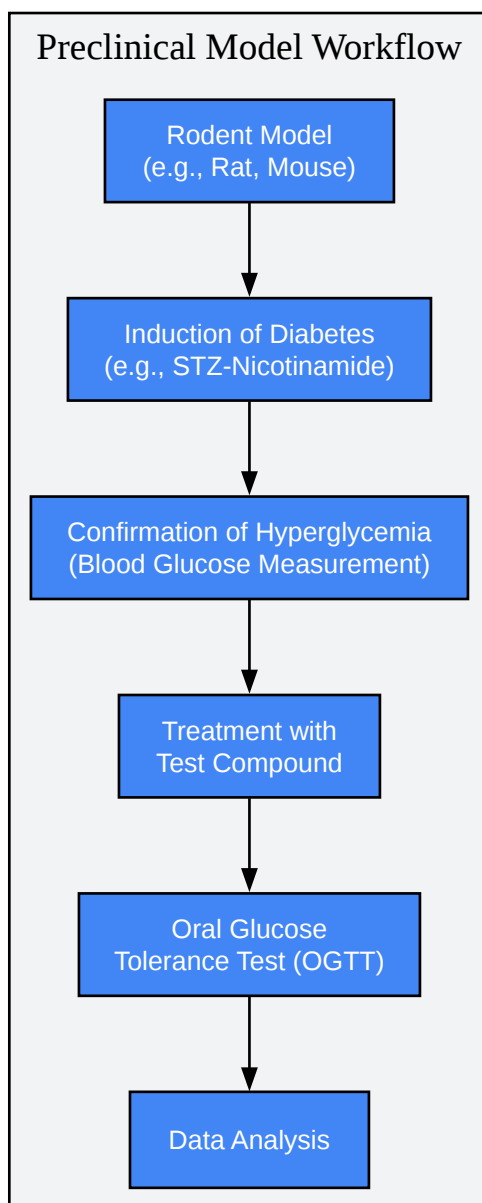 Preclinical Model Workflow
Rodent Model
(e.g., Rat, Mouse)
Induction of Diabetes
(e.g., STZ-Nicotinamide)
Confirmation of Hyperglycemia
(Blood Glucose Measurement)
Treatment with
Test Compound
Oral Glucose
Tolerance Test (OGTT)
Data Analysis